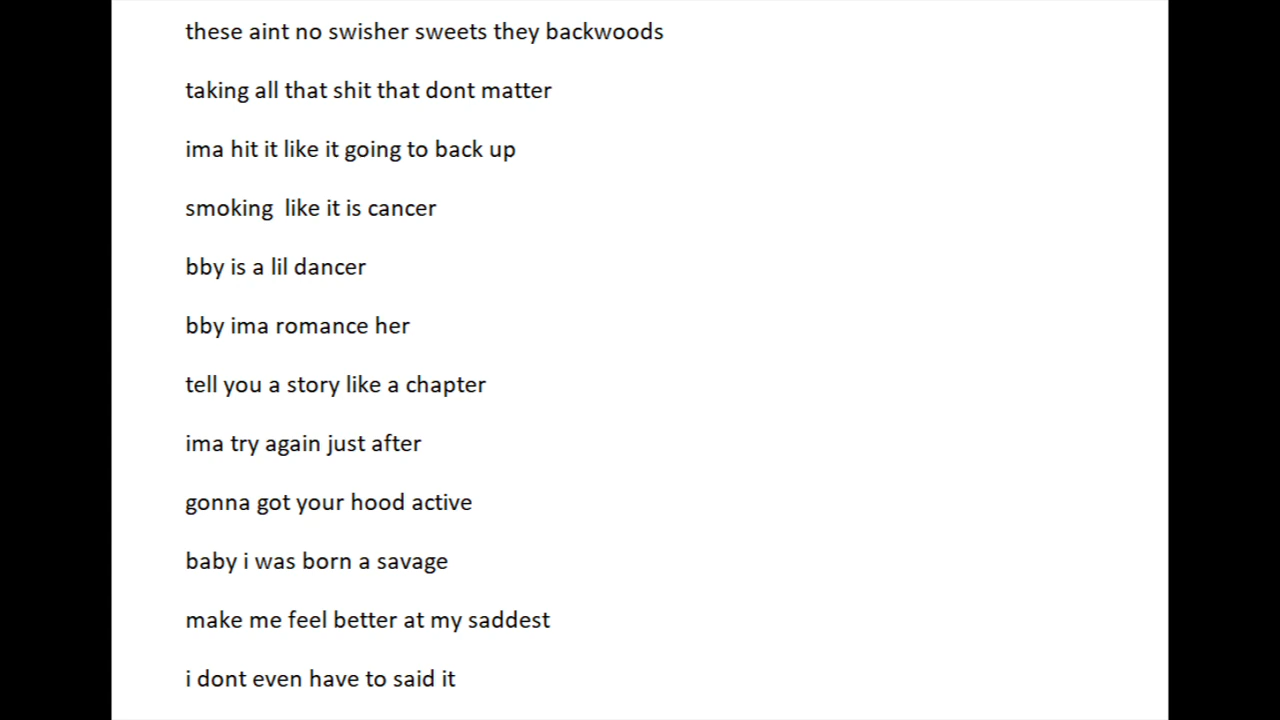 these aint no swisher sweets they backwoods
taking all that shit that dont matter
ima hit it like it going to back up
smoking  like it is cancer
bby is a lil dancer
bby ima romance her
tell you a story like a chapter
ima try again just after
gonna got your hood active
baby i was born a savage
make me feel better at my saddest
i dont even have to said it